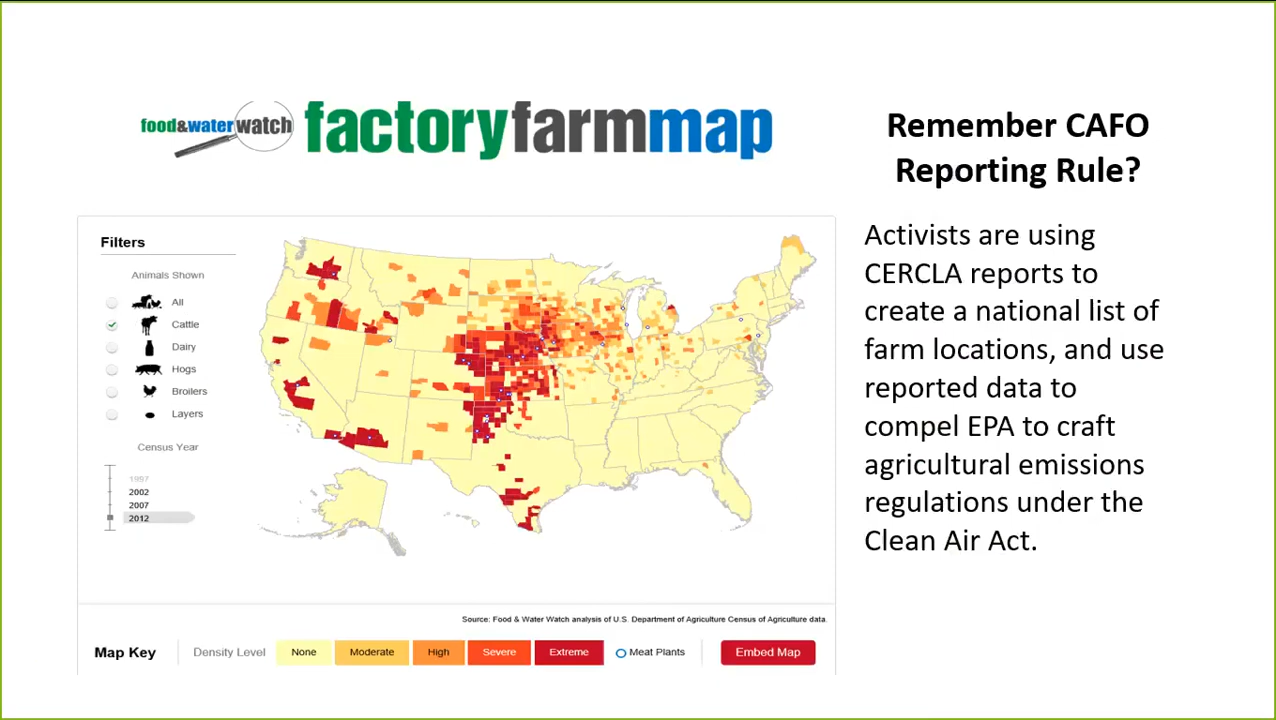 food&waterwatch factoryfarmmap
Remember CAFO
Reporting Rule?
Filters
Animals Shown
All
Cattle
Dairy
Hogs
Broilers
Layers
Census Year
1997
2002
2007
2012
Activists are using
CERCLA reports to
create a national list of
farm locations, and use
reported data to
compel EPA to craft
agricultural emissions
regulations under the
Clean Air Act.
Source: Food & Water Watch analysis of U.S. Department of Agriculture Census of Agriculture data.
Map Key Density Level None Moderate High Severe Extreme Meat Plants Embed Map